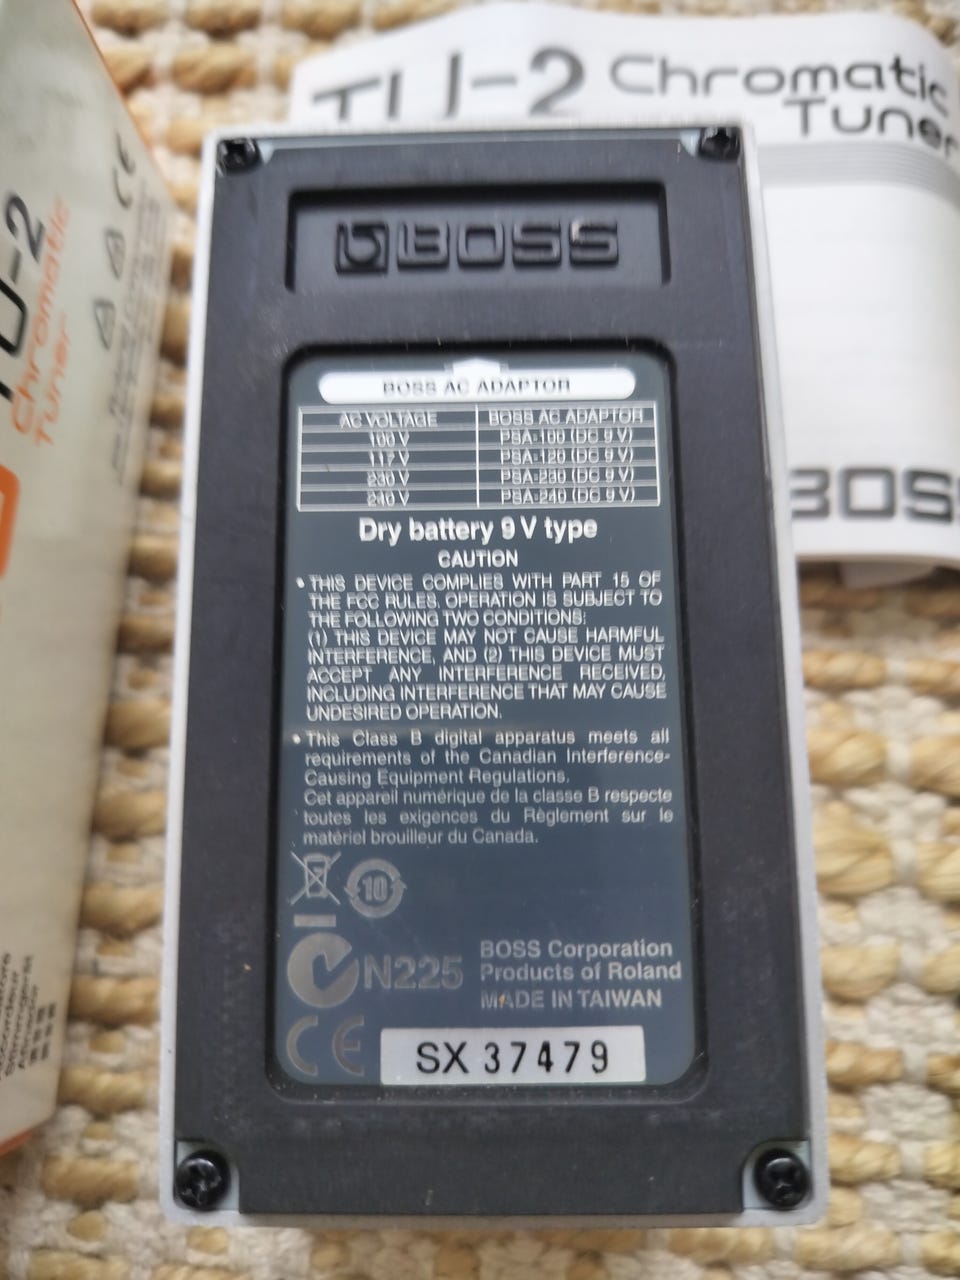 TU-2 Chromatic
Tuner
BOSS
TU-2
Chromatic
Tuner
CE
BOSS
BOSS AC ADAPTOR
AC VOLTAGE BOSS AC ADAPTOR
100 V PSA-100 (DC 9 V)
117 V PSA-120 (DC 9 V)
230 V PSA-230 (DC 9 V)
240 V PSA-240 (DC 9 V)
Dry battery 9 V type
CAUTION
• THIS DEVICE COMPLIES WITH PART 15 OF
THE FCC RULES. OPERATION IS SUBJECT TO
THE FOLLOWING TWO CONDITIONS:
(1) THIS DEVICE MAY NOT CAUSE HARMFUL
INTERFERENCE, AND (2) THIS DEVICE MUST
ACCEPT ANY INTERFERENCE RECEIVED,
INCLUDING INTERFERENCE THAT MAY CAUSE
UNDESIRED OPERATION.
• This Class B digital apparatus meets all
requirements of the Canadian Interference-
Causing Equipment Regulations.
Cet appareil numérique de la classe B respecte
toutes les exigences du Règlement sur le
matériel brouilleur du Canada.
10
N225
BOSS Corporation
Products of Roland
MADE IN TAIWAN
CE
SX 37479